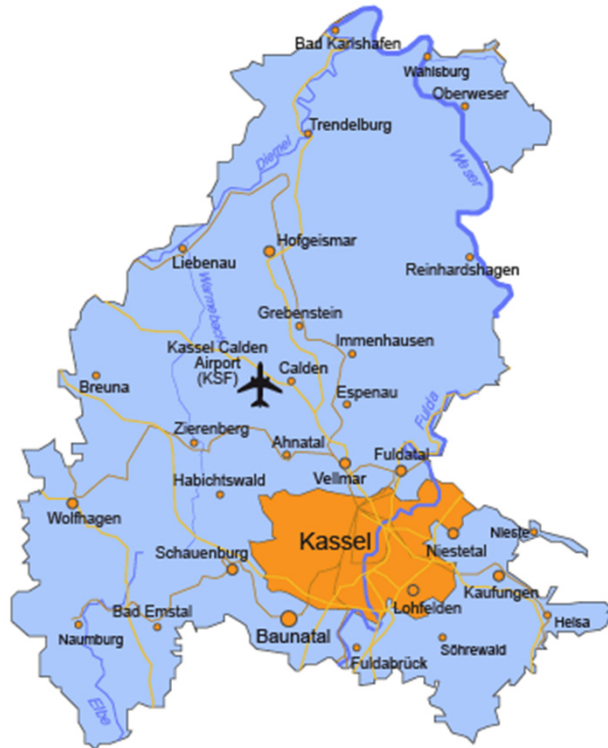 Bad Karlshafen
Wahlsburg
Oberweser
Trendelburg
Diemel
Weser
Hofgeismar
Liebenau
Reinhardshagen
Warmebach
Grebenstein
Immenhausen
Kassel Calden
Airport
(KSF)
Calden
Breuna
Espenau
Fulda
Zierenberg
Ahnatal
Vellmar
Fuldatal
Habichtswald
Wolfhagen
Kassel
Nieste
Niestetal
Schauenburg
Kaufungen
Lohfelden
Bad Emstal
Naumburg
Baunatal
Helsa
Söhrewald
Fuldabrück
Elbe